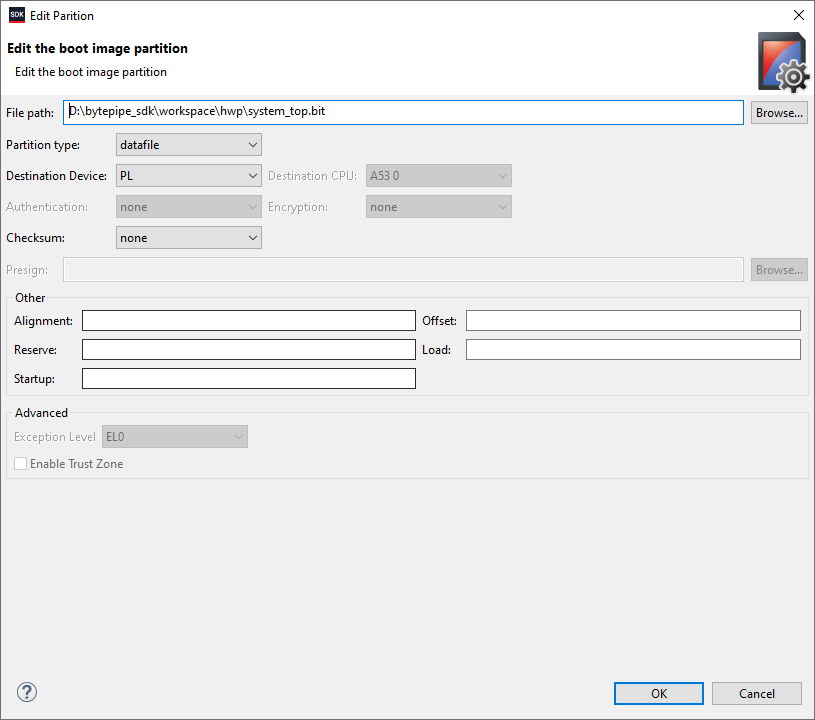 SDK Edit Parition
Edit the boot image partition
Edit the boot image partition
File path: D:\bytepipe_sdk\workspace\hwp\system_top.bit Browse...
Partition type: datafile
Destination Device: PL Destination CPU: A53 0
Authentication: none Encryption: none
Checksum: none
Presign: Browse...
Other
Alignment: Offset:
Reserve: Load:
Startup:
Advanced
Exception Level EL0
Enable Trust Zone
? OK Cancel